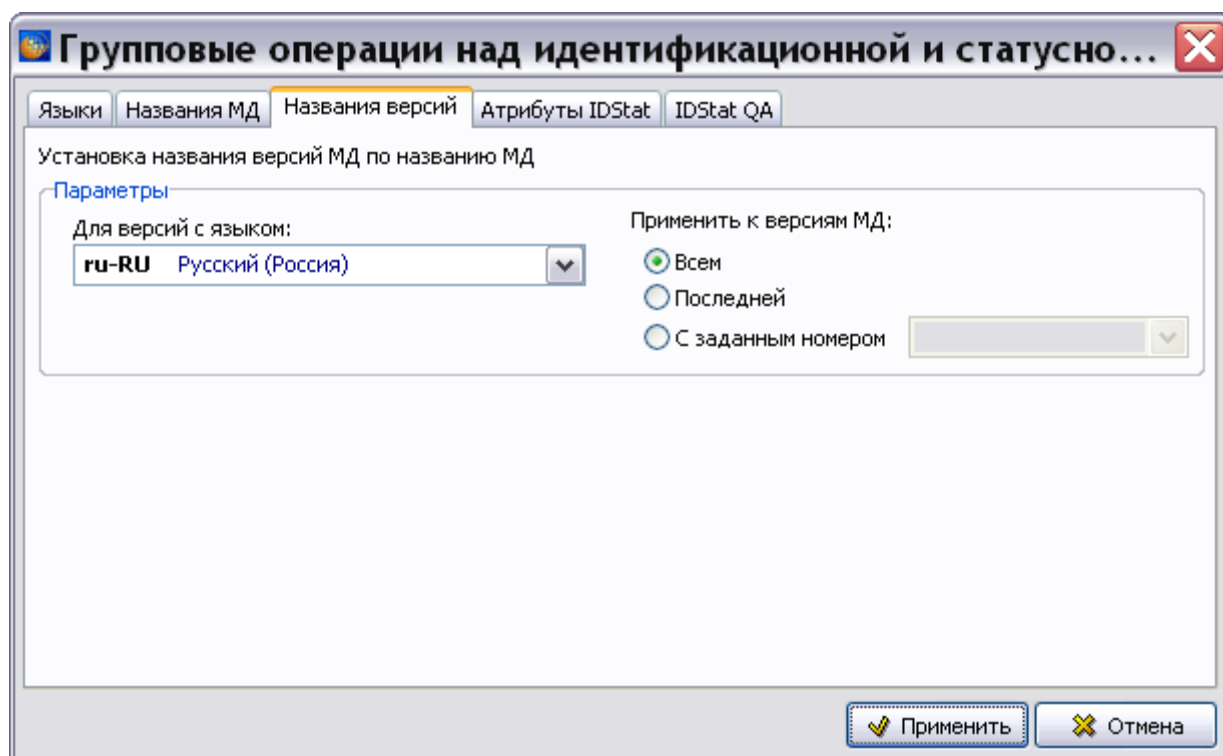 Групповые операции над идентификационной и статусно...
Языки Названия МД Названия версий Атрибуты IDStat IDStat QA
Установка названия версий МД по названию МД
Параметры
Для версий с языком:
ru-RU Русский (Россия)
Применить к версиям МД:
Всем
Последней
С заданным номером
Применить Отмена